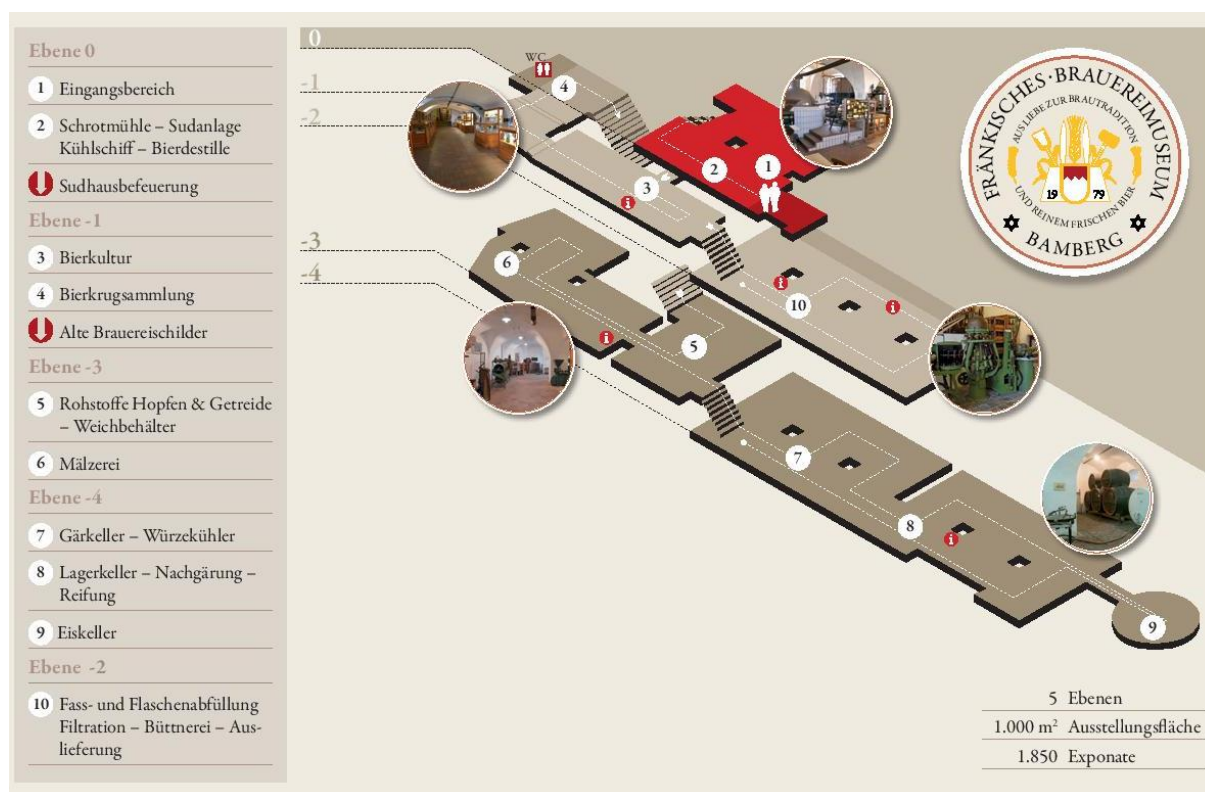 Ebene 0
1 Eingangsbereich
2 Schrotmühle – Sudanlage
Kühlschiff – Bierdestille
Sudhausbefeuerung
Ebene -1
3 Bierkultur
4 Bierkrugsammlung
Alte Brauereischilder
Ebene -3
5 Rohstoffe Hopfen & Getreide
– Weichbehälter
6 Mälzerei
Ebene -4
7 Gärkeller – Würzekühler
8 Lagerkeller – Nachgärung –
Reifung
9 Eiskeller
Ebene -2
10 Fass- und Flaschenabfüllung
Filtration – Büttnerei – Aus-
lieferung
0
-1
-2
-3
-4
WC
4
3
i
2
1
6
5
i
10
i
i
7
8
i
9
FRÄNKISCHES · BRAUEREIMUSEUM
BAMBERG
AUS LIEBE ZUR BRAUTRADITION
UND REINEM FRISCHEN BIER
19 79
5 Ebenen
1.000 m² Ausstellungsfläche
1.850 Exponate